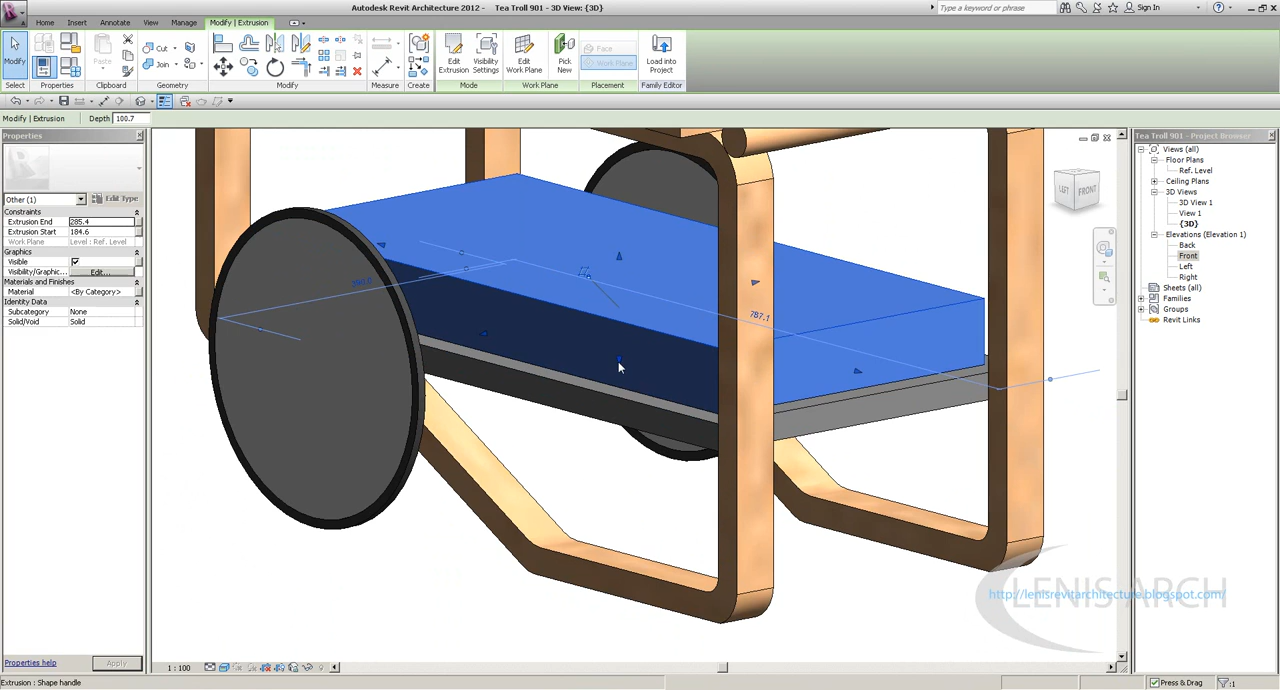 Autodesk Revit Architecture 2012 - Tea Troll 901 - 3D View: {3D}
Type a keyword or phrase
Sign In
Home
Insert
Annotate
View
Manage
Modify | Extrusion
Modify
Paste
Cut
Join
Edit Extrusion
Visibility Settings
Edit Work Plane
Pick New
Face
Work Plane
Load into Project
Select
Properties
Clipboard
Geometry
Modify
Measure
Create
Mode
Work Plane
Placement
Family Editor
Modify | Extrusion
Depth 100.7
Properties
Other (1)
Edit Type
Constraints
Extrusion End 285.4
Extrusion Start 184.6
Work Plane Level : Ref. Level
Graphics
Visible
Visibility/Graphic... Edit...
Materials and Finishes
Material <By Category>
Identity Data
Subcategory None
Solid/Void Solid
Properties help
Apply
LEFT
FRONT
787.1
Tea Troll 901 - Project Browser
Views (all)
Floor Plans
Ref. Level
Ceiling Plans
3D Views
3D View 1
View 1
{3D}
Elevations (Elevation 1)
Back
Front
Left
Right
Sheets (all)
Families
Groups
Revit Links
LENIS ARCH
http://lenisrevitarchitecture.blogspot.com/
1 : 100
Extrusion : Shape handle
Press & Drag
:1